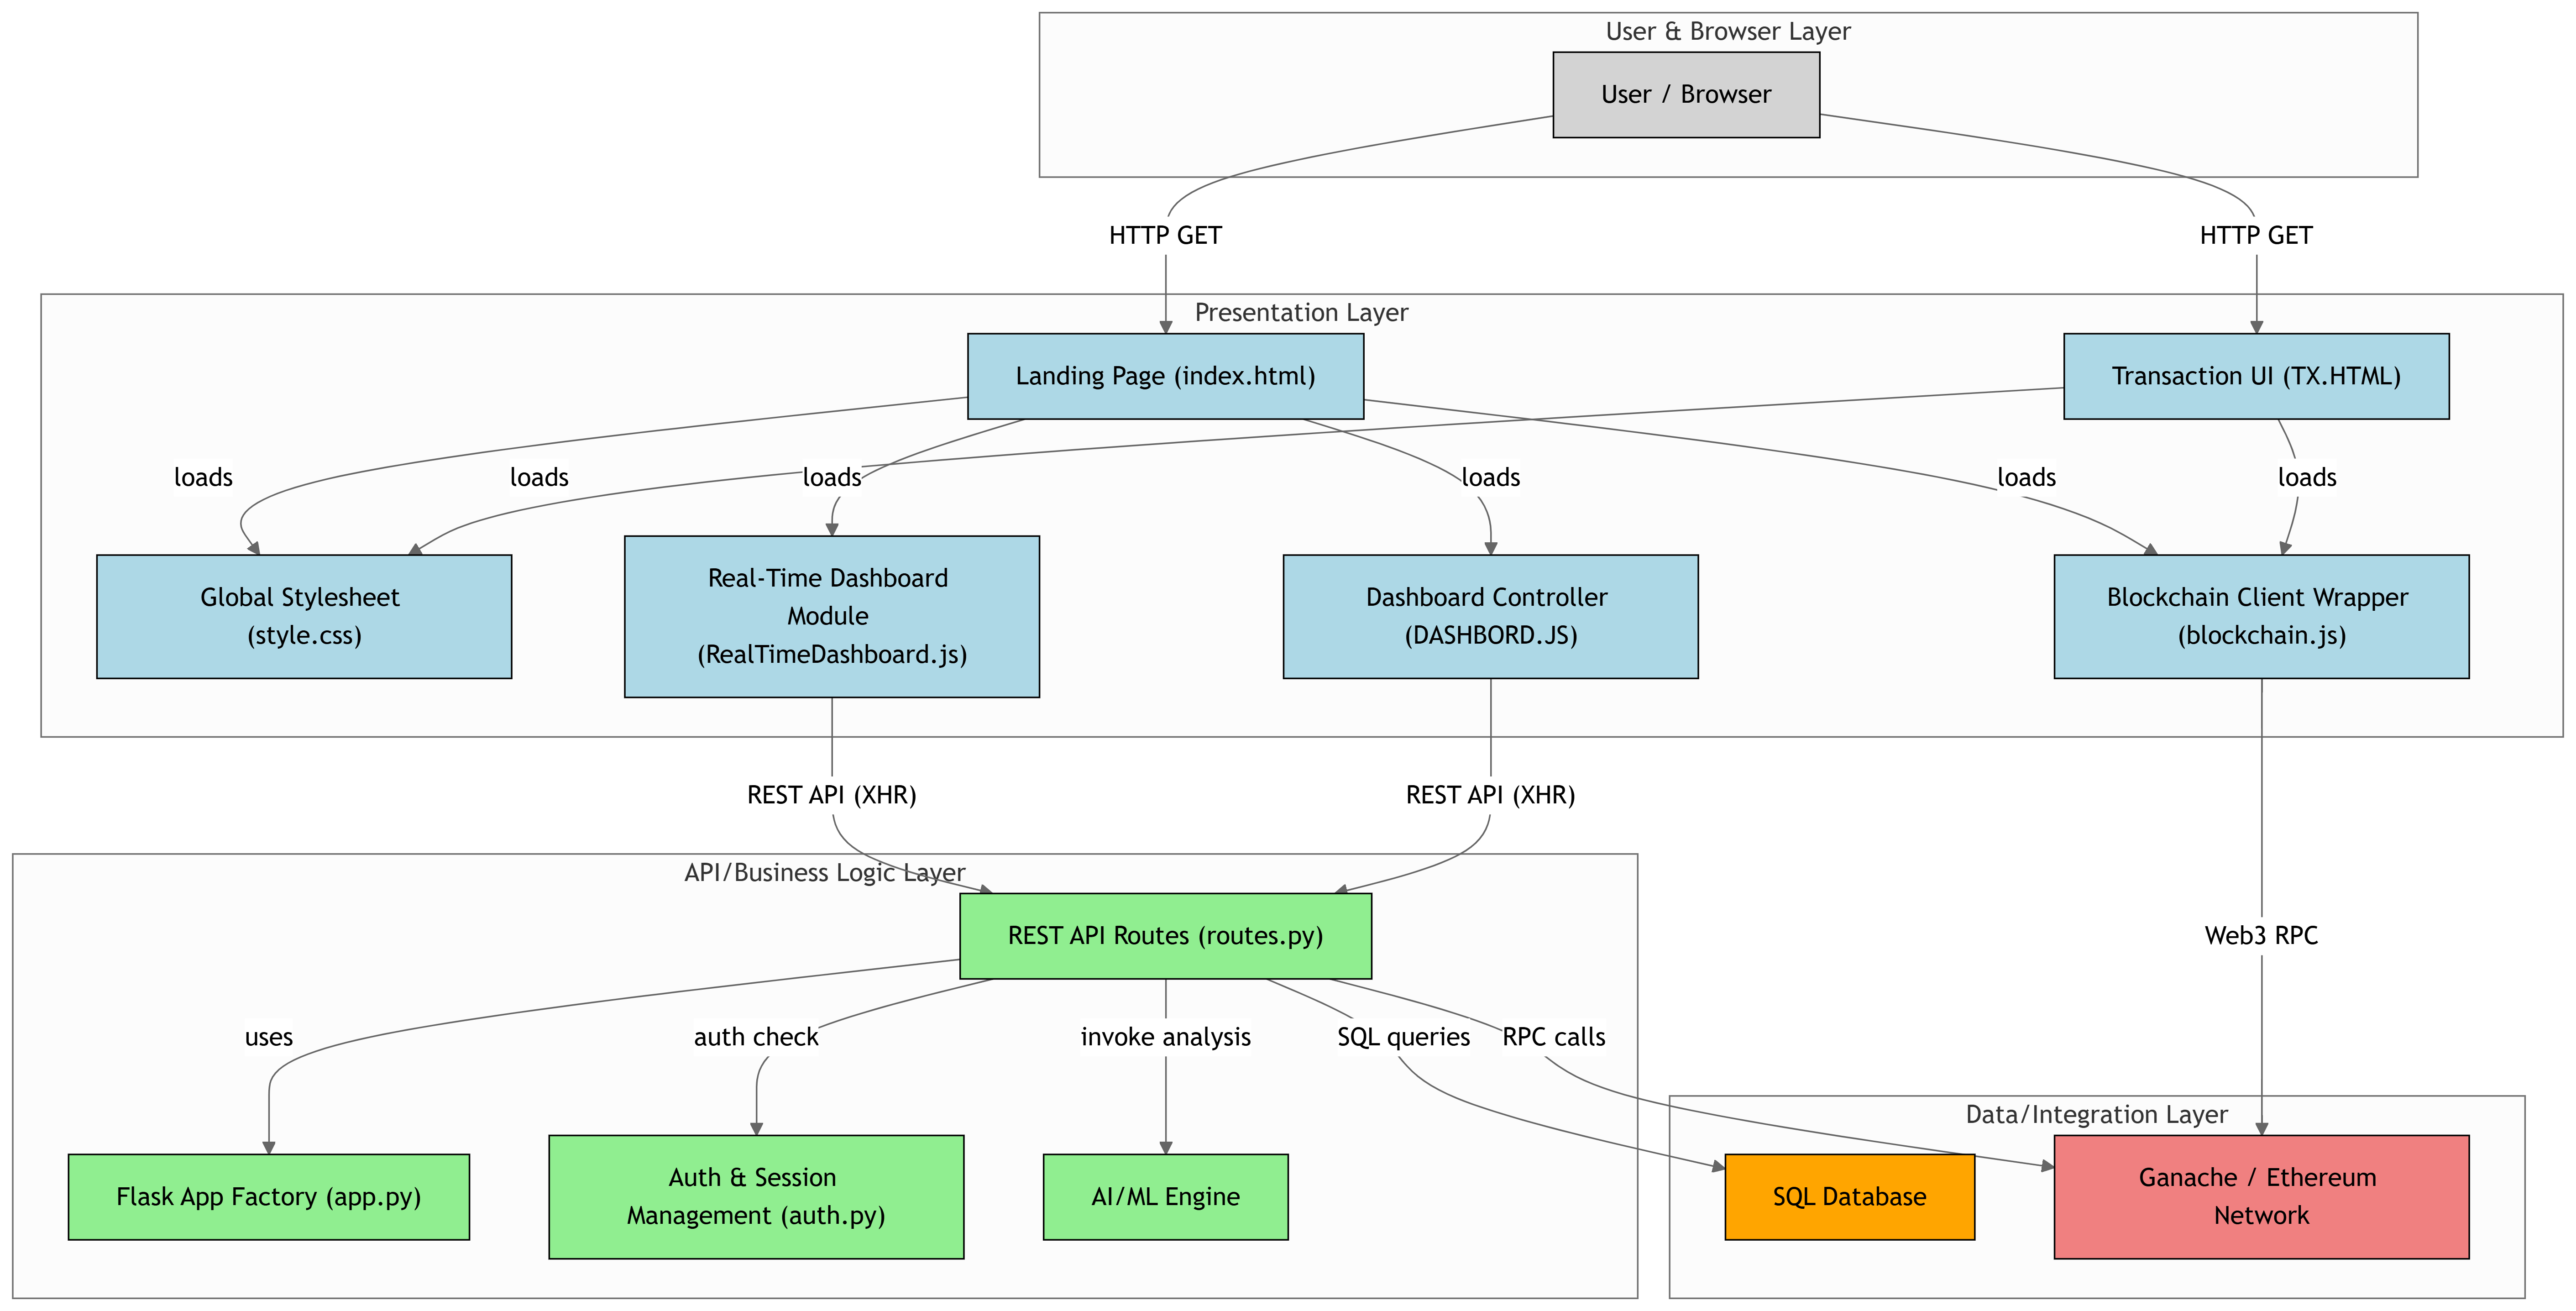 User & Browser Layer
User / Browser
HTTP GET
HTTP GET
Presentation Layer
Landing Page (index.html)
Transaction UI (TX.HTML)
loads
loads
loads
loads
loads
loads
Global Stylesheet
(style.css)
Real-Time Dashboard
Module
(RealTimeDashboard.js)
Dashboard Controller
(DASHBORD.JS)
Blockchain Client Wrapper
(blockchain.js)
REST API (XHR)
REST API (XHR)
API/Business Logic Layer
REST API Routes (routes.py)
Web3 RPC
uses
auth check
invoke analysis
SQL queries
RPC calls
Data/Integration Layer
Flask App Factory (app.py)
Auth & Session
Management (auth.py)
AI/ML Engine
SQL Database
Ganache / Ethereum
Network